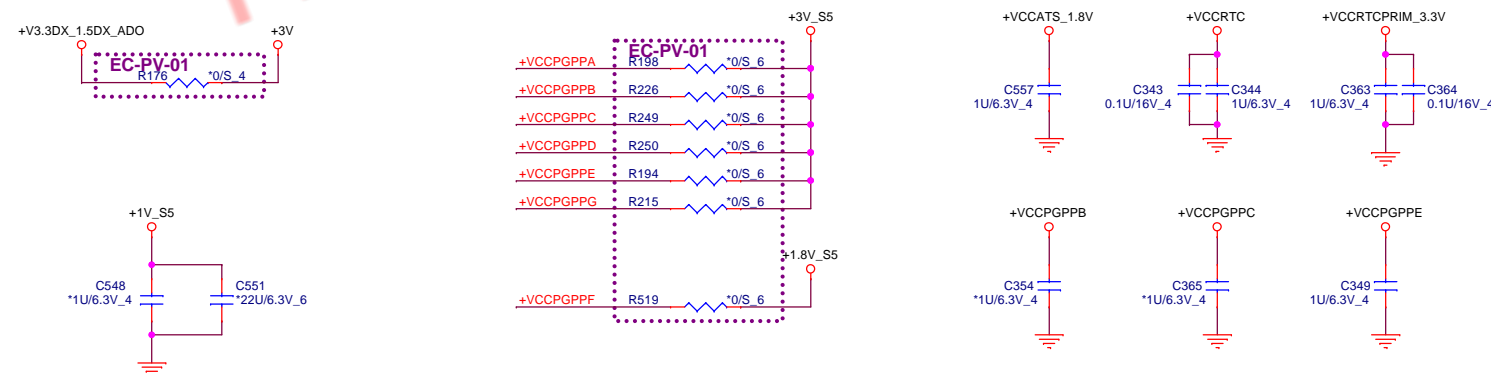 +V3.3DX_1.5DX_ADO
+3V
EC-PV-01
R176
*0/S_4
+1V_S5
C548
*1U/6.3V_4
C551
*22U/6.3V_6
+3V_S5
EC-PV-01
+VCCPGPPA R198 *0/S_6
+VCCPGPPB R226 *0/S_6
+VCCPGPPC R249 *0/S_6
+VCCPGPPD R250 *0/S_6
+VCCPGPPE R194 *0/S_6
+VCCPGPPG R215 *0/S_6
+1.8V_S5
+VCCPGPPF R519 *0/S_6
+VCCATS_1.8V
C557
1U/6.3V_4
+VCCRTC
C343
0.1U/16V_4
C344
1U/6.3V_4
+VCCRTCPRIM_3.3V
C363
1U/6.3V_4
C364
0.1U/16V_4
+VCCPGPPB
C354
*1U/6.3V_4
+VCCPGPPC
C365
*1U/6.3V_4
+VCCPGPPE
C349
1U/6.3V_4